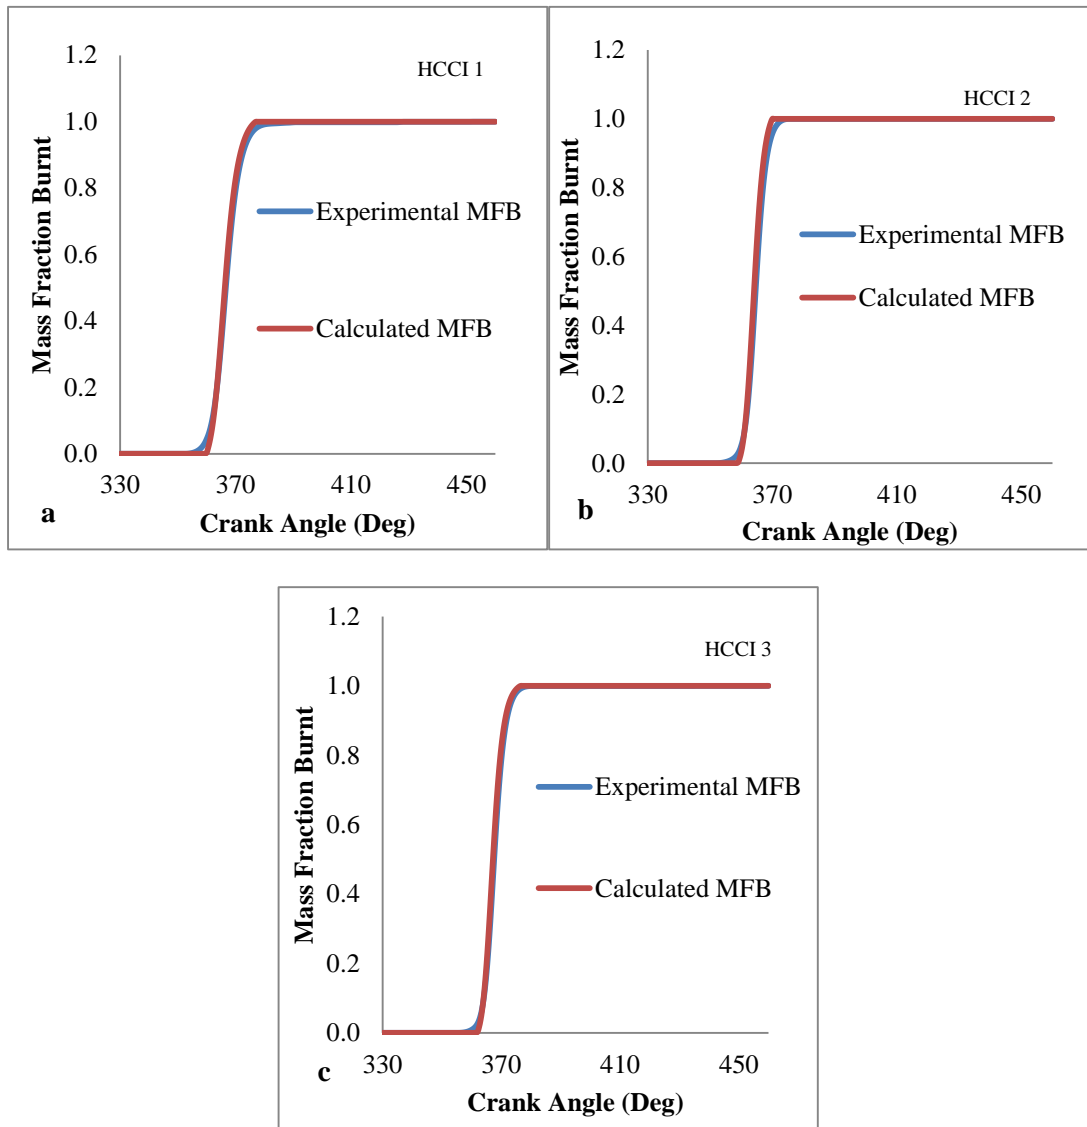 HCCI 1
1.2
1.0
0.8
0.6
0.4
0.2
0.0
Mass Fraction Burnt
Experimental MFB
Calculated MFB
330 370 410 450
a
Crank Angle (Deg)
HCCI 2
1.2
1.0
0.8
0.6
0.4
0.2
0.0
Mass Fraction Burnt
Experimental MFB
Calculated MFB
330 370 410 450
b
Crank Angle (Deg)
HCCI 3
1.2
1.0
0.8
0.6
0.4
0.2
0.0
Mass Fraction Burnt
Experimental MFB
Calculated MFB
330 370 410 450
c
Crank Angle (Deg)